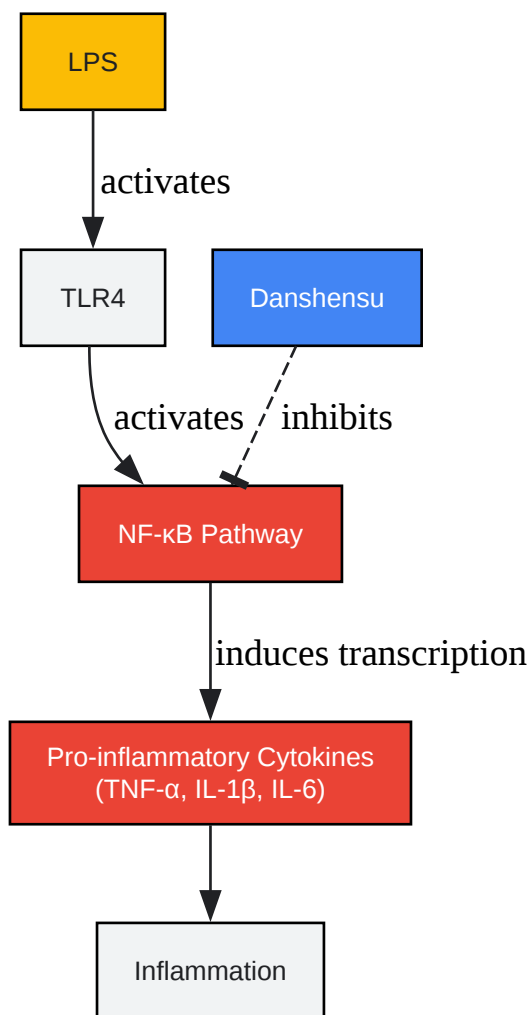 LPS
activates
TLR4
Danshensu
activates
inhibits
NF-κB Pathway
induces transcription
Pro-inflammatory Cytokines
(TNF-α, IL-1β, IL-6)
Inflammation